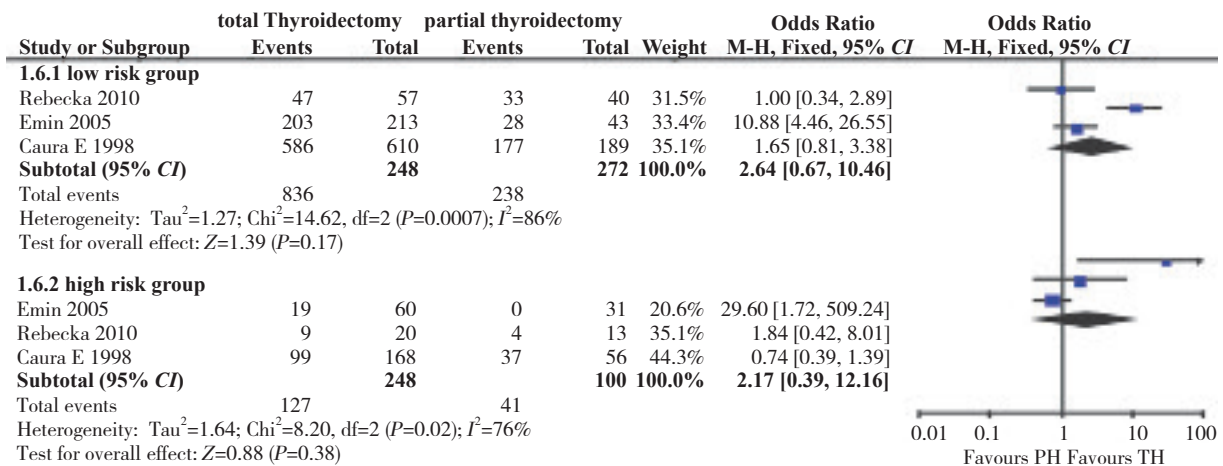 total Thyroidectomy partial thyroidectomy Odds Ratio Odds Ratio
Study or Subgroup Events Total Events Total Weight M-H, Fixed, 95% CI M-H, Fixed, 95% CI
1.6.1 low risk group
Rebecka 2010 47 57 33 40 31.5% 1.00 [0.34, 2.89]
Emin 2005 203 213 28 43 33.4% 10.88 [4.46, 26.55]
Caura E 1998 586 610 177 189 35.1% 1.65 [0.81, 3.38]
Subtotal (95% CI) 248 272 100.0% 2.64 [0.67, 10.46]
Total events 836 238
Heterogeneity: Tau²=1.27; Chi²=14.62, df=2 (P=0.0007); I²=86%
Test for overall effect: Z=1.39 (P=0.17)
1.6.2 high risk group
Emin 2005 19 60 0 31 20.6% 29.60 [1.72, 509.24]
Rebecka 2010 9 20 4 13 35.1% 1.84 [0.42, 8.01]
Caura E 1998 99 168 37 56 44.3% 0.74 [0.39, 1.39]
Subtotal (95% CI) 248 100 100.0% 2.17 [0.39, 12.16]
Total events 127 41
Heterogeneity: Tau²=1.64; Chi²=8.20, df=2 (P=0.02); I²=76%
Test for overall effect: Z=0.88 (P=0.38)
0.01 0.1 1 10 100
Favours PH Favours TH